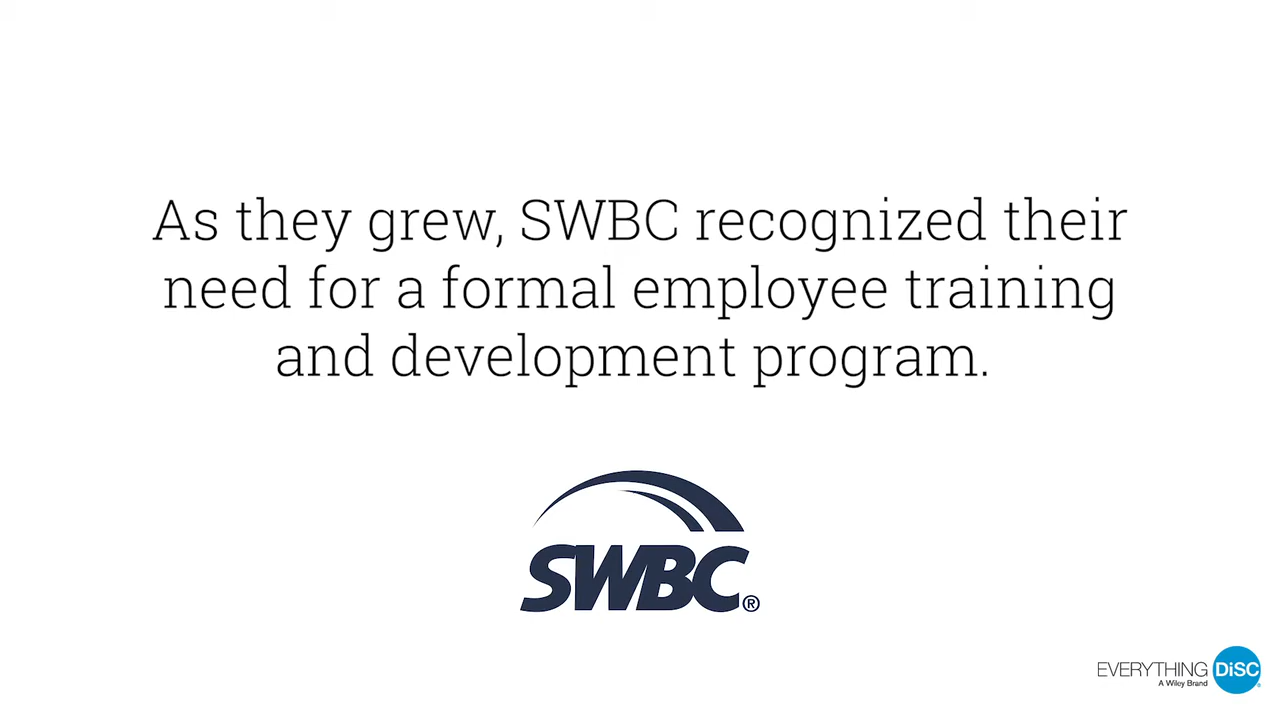 As they grew, SWBC recognized their
need for a formal employee training
and development program.
SWBC®
EVERYTHING DiSC®
A Wiley Brand